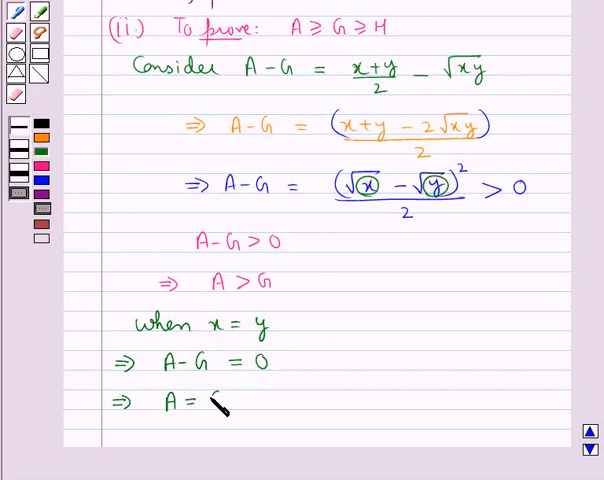 (ii.) To prove: A ≥ G ≥ H
Consider A-G = x+y/2 - √xy
⇒ A-G = (x+y - 2√xy)/2
⇒ A-G = (√x - √y)²/2 > 0
A-G > 0
⇒ A > G
when x = y
⇒ A-G = 0
⇒ A =